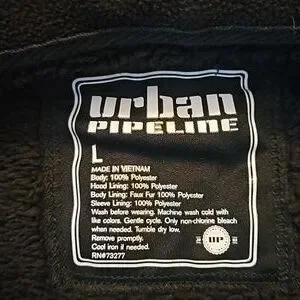 urban
PIPELINE
L
MADE IN VIETNAM
Body: 100% Polyester
Hood Lining: 100% Polyester
Body Lining: Faux Fur 100% Polyester
Sleeve Lining: 100% Polyester
Wash before wearing. Machine wash cold with
like colors. Gentle cycle. Only non-chlorine bleach
when needed. Tumble dry low.
Remove promptly.
Cool iron if needed.
RN#73277
UP